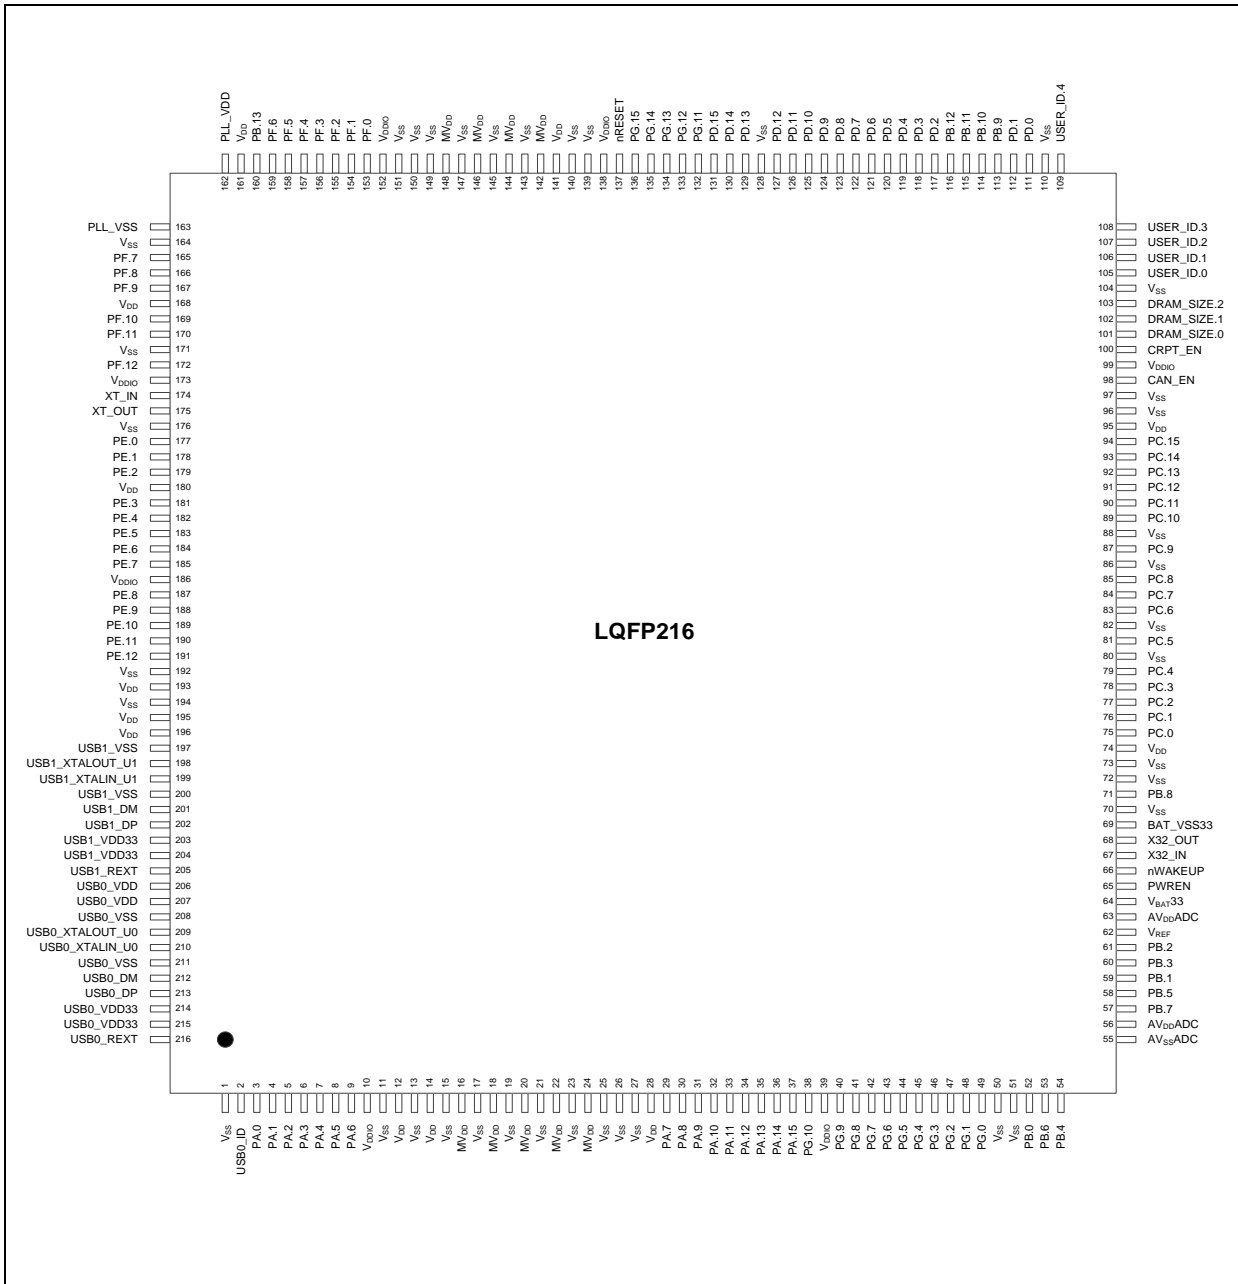 PLL_VDD VDD PB.13 PF.6 PF.5 PF.4 PF.3 PF.2 PF.1 PF.0 VDDIO VSS VSS VSS MVDD VSS MVDD VSS MVDD VSS MVDD VDD VSS VSS VDDIO nRESET PG.15 PG.14 PG.13 PG.12 PG.11 PD.15 PD.14 PD.13 VSS PD.12 PD.11 PD.10 PD.9 PD.8 PD.7 PD.6 PD.5 PD.4 PD.3 PD.2 PB.12 PB.11 PB.10 PB.9 PD.1 PD.0 VSS USER_ID.4
162 161 160 159 158 157 156 155 154 153 152 151 150 149 148 147 146 145 144 143 142 141 140 139 138 137 136 135 134 133 132 131 130 129 128 127 126 125 124 123 122 121 120 119 118 117 116 115 114 113 112 111 110 109
PLL_VSS 163 108 USER_ID.3
VSS 164 107 USER_ID.2
PF.7 165 106 USER_ID.1
PF.8 166 105 USER_ID.0
PF.9 167 104 VSS
VDD 168 103 DRAM_SIZE.2
PF.10 169 102 DRAM_SIZE.1
PF.11 170 101 DRAM_SIZE.0
VSS 171 100 CRPT_EN
PF.12 172 99 VDDIO
VDDIO 173 98 CAN_EN
XT_IN 174 97 VSS
XT_OUT 175 96 VSS
VSS 176 95 VDD
PE.0 177 94 PC.15
PE.1 178 93 PC.14
PE.2 179 92 PC.13
VDD 180 91 PC.12
PE.3 181 90 PC.11
PE.4 182 89 PC.10
PE.5 183 88 VSS
PE.6 184 87 PC.9
PE.7 185 86 VSS
VDDIO 186 85 PC.8
PE.8 187 84 PC.7
PE.9 188 83 PC.6
PE.10 189 82 VSS
LQFP216
PE.11 190 81 PC.5
PE.12 191 80 VSS
VSS 192 79 PC.4
VDD 193 78 PC.3
VSS 194 77 PC.2
VDD 195 76 PC.1
VDD 196 75 PC.0
USB1_VSS 197 74 VDD
USB1_XTALOUT_U1 198 73 VSS
USB1_XTALIN_U1 199 72 VSS
USB1_VSS 200 71 PB.8
USB1_DM 201 70 VSS
USB1_DP 202 69 BAT_VSS33
USB1_VDD33 203 68 X32_OUT
USB1_VDD33 204 67 X32_IN
USB1_REXT 205 66 nWAKEUP
USB0_VDD 206 65 PWREN
USB0_VDD 207 64 VBAT33
USB0_VSS 208 63 AVDDADC
USB0_XTALOUT_U0 209 62 VREF
USB0_XTALIN_U0 210 61 PB.2
USB0_VSS 211 60 PB.3
USB0_DM 212 59 PB.1
USB0_DP 213 58 PB.5
USB0_VDD33 214 57 PB.7
USB0_VDD33 215 56 AVDDADC
USB0_REXT 216 55 AVSSADC
1 2 3 4 5 6 7 8 9 10 11 12 13 14 15 16 17 18 19 20 21 22 23 24 25 26 27 28 29 30 31 32 33 34 35 36 37 38 39 40 41 42 43 44 45 46 47 48 49 50 51 52 53 54
VSS USB0_ID PA.0 PA.1 PA.2 PA.3 PA.4 PA.5 PA.6 VDDIO VSS VDD VSS VDD VSS MVDD VSS MVDD VSS MVDD VSS MVDD VSS MVDD VSS VSS VSS VDD PA.7 PA.8 PA.9 PA.10 PA.11 PA.12 PA.13 PA.14 PA.15 PG.10 VDDIO PG.9 PG.8 PG.7 PG.6 PG.5 PG.4 PG.3 PG.2 PG.1 PG.0 VSS VSS PB.0 PB.6 PB.4